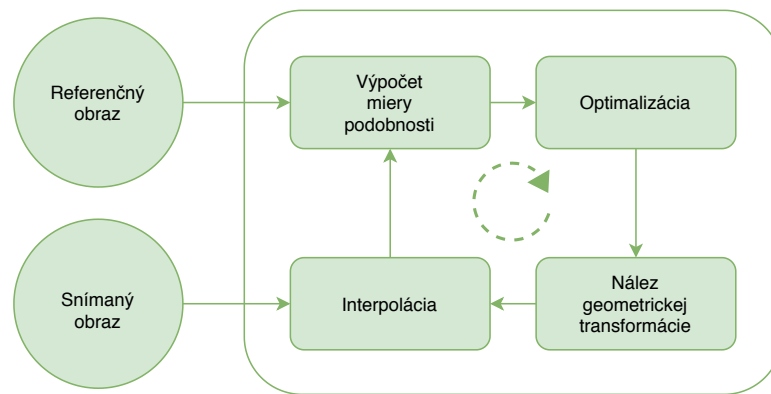 Referenčný
obraz
Výpočet
miery
podobnosti
Optimalizácia
Snímaný
obraz
Interpolácia
Nález
geometrickej
transformácie